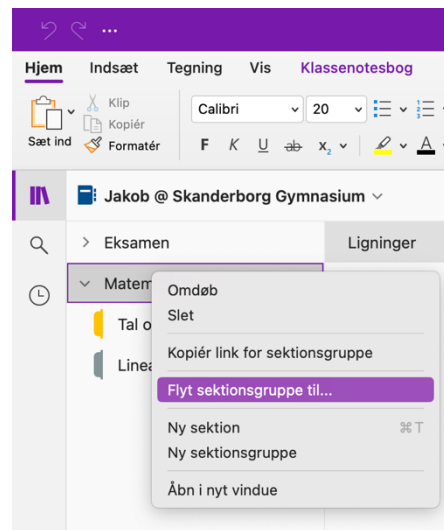 Hjem Indsæt Tegning Vis Klassenotesbog
Klip
Kopiér
Sæt ind Formatér
Calibri 20
F K U ab x2 A
Jakob @ Skanderborg Gymnasium
Eksamen
Ligninger
Matem
Tal o
Linea
Omdøb
Slet
Kopiér link for sektionsgruppe
Flyt sektionsgruppe til...
Ny sektion ⌘T
Ny sektionsgruppe
Åbn i nyt vindue